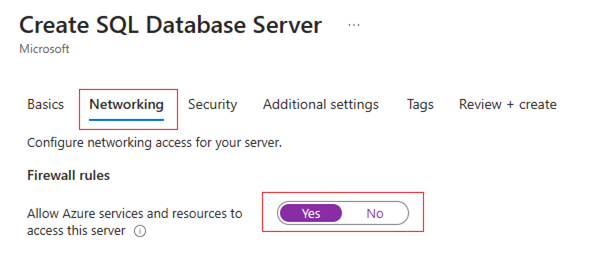 Create SQL Database Server ...
Microsoft
Basics Networking Security Additional settings Tags Review + create
Configure networking access for your server.
Firewall rules
Allow Azure services and resources to
access this server
Yes No